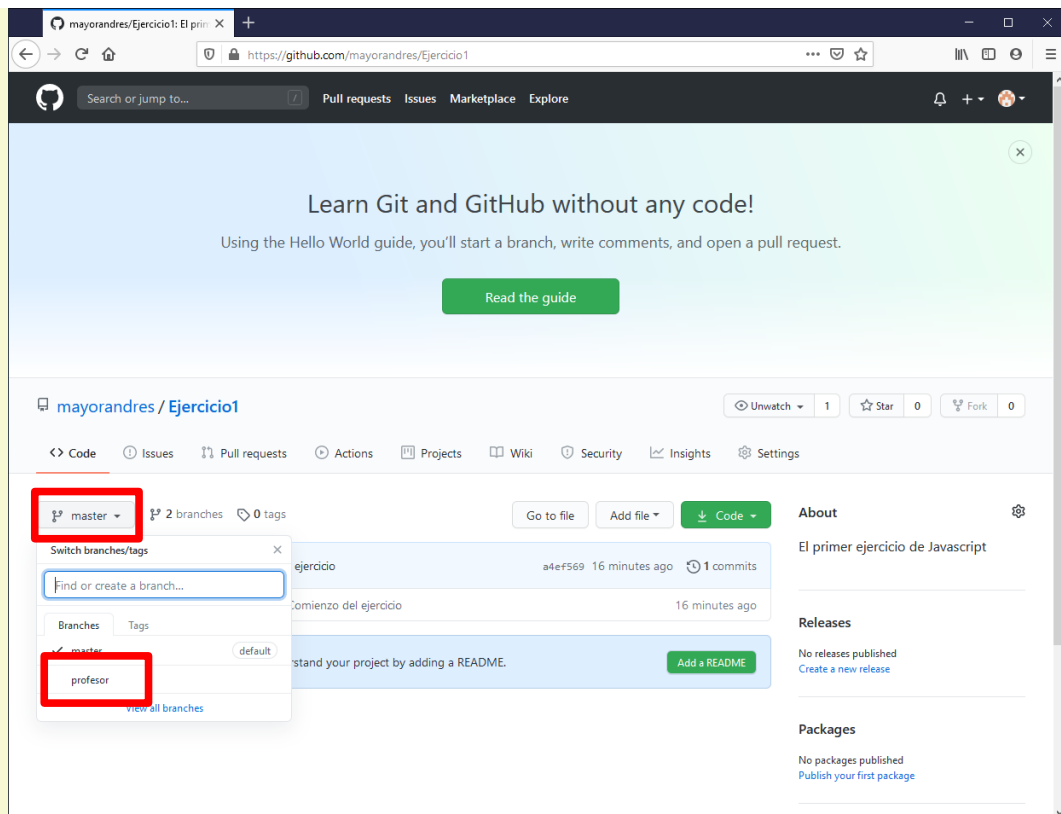 mayorandres/Ejercicio1: El prim
https://github.com/mayorandres/Ejercicio1
Search or jump to...
/
Pull requests Issues Marketplace Explore
Learn Git and GitHub without any code!
Using the Hello World guide, you'll start a branch, write comments, and open a pull request.
Read the guide
mayorandres / Ejercicio1
Unwatch 1 Star 0 Fork 0
Code Issues Pull requests Actions Projects Wiki Security Insights Settings
master 2 branches 0 tags Go to file Add file Code
Switch branches/tags
Find or create a branch...
Branches Tags
master default
profesor
View all branches
ejercicio a4ef569 16 minutes ago 1 commits
Comienzo del ejercicio 16 minutes ago
stand your project by adding a README. Add a README
About
El primer ejercicio de Javascript
Releases
No releases published
Create a new release
Packages
No packages published
Publish your first package